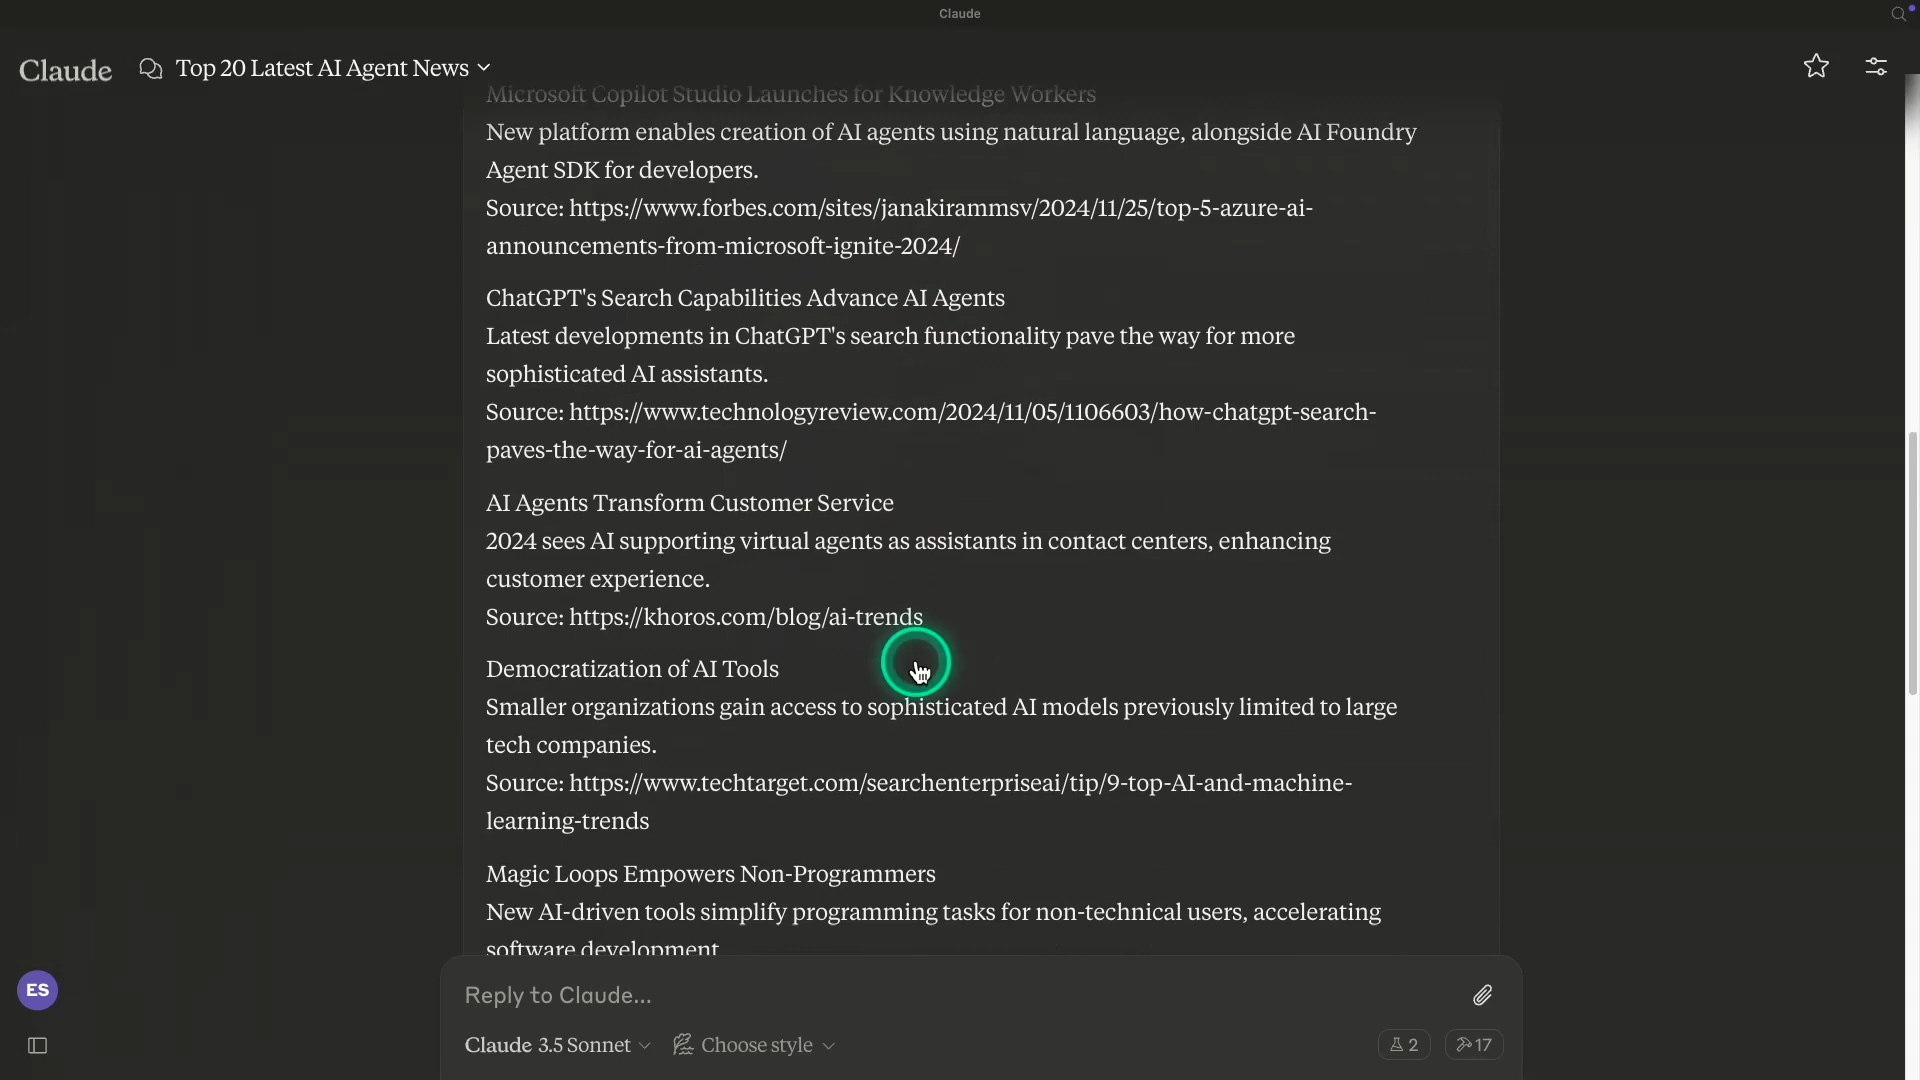 Claude
Claude
Top 20 Latest AI Agent News
Microsoft Copilot Studio Launches for Knowledge Workers
New platform enables creation of AI agents using natural language, alongside AI Foundry
Agent SDK for developers.
Source: https://www.forbes.com/sites/janakirammsv/2024/11/25/top-5-azure-ai-
announcements-from-microsoft-ignite-2024/
ChatGPT's Search Capabilities Advance AI Agents
Latest developments in ChatGPT's search functionality pave the way for more
sophisticated AI assistants.
Source: https://www.technologyreview.com/2024/11/05/1106603/how-chatgpt-search-
paves-the-way-for-ai-agents/
AI Agents Transform Customer Service
2024 sees AI supporting virtual agents as assistants in contact centers, enhancing
customer experience.
Source: https://khoros.com/blog/ai-trends
Democratization of AI Tools
Smaller organizations gain access to sophisticated AI models previously limited to large
tech companies.
Source: https://www.techtarget.com/searchenterpriseai/tip/9-top-AI-and-machine-
learning-trends
Magic Loops Empowers Non-Programmers
New AI-driven tools simplify programming tasks for non-technical users, accelerating
software development
ES
Reply to Claude...
Claude 3.5 Sonnet
Choose style
2
17